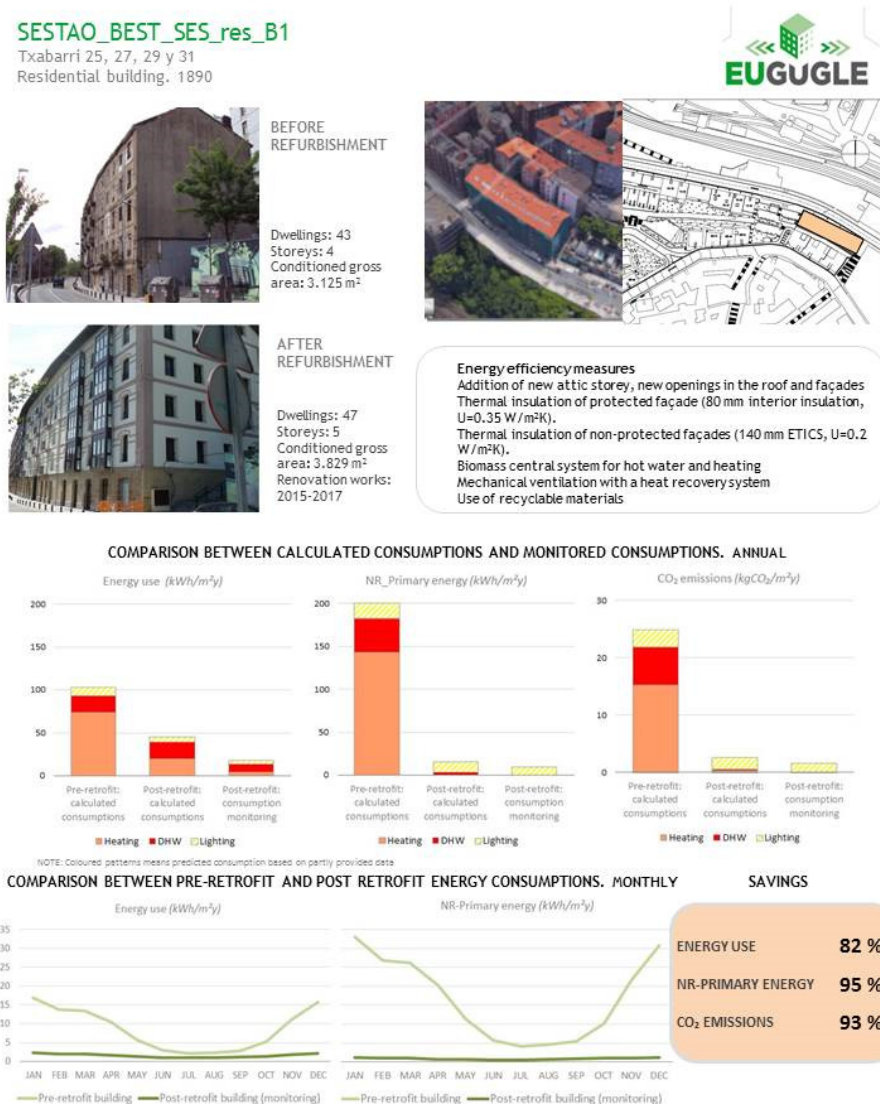 SESTAO_BEST_SES_res_B1
Txabarri 25, 27, 29 y 31
Residential building. 1890
EUGUGLE
BEFORE
REFURBISHMENT
Dwellings: 43
Storeys: 4
Conditioned gross
area: 3.125 m²
AFTER
REFURBISHMENT
Dwellings: 47
Storeys: 5
Conditioned gross
area: 3.829 m²
Renovation works:
2015-2017
Energy efficiency measures
Addition of new attic storey, new openings in the roof and façades
Thermal insulation of protected façade (80 mm interior insulation,
U=0.35 W/m²K).
Thermal insulation of non-protected façades (140 mm ETICS, U=0.2
W/m²K).
Biomass central system for hot water and heating
Mechanical ventilation with a heat recovery system
Use of recyclable materials
COMPARISON BETWEEN CALCULATED CONSUMPTIONS AND MONITORED CONSUMPTIONS. ANNUAL
Energy use (kWh/m²y)
200
150
100
50
0
Pre-retrofit: calculated consumptions
Post-retrofit: calculated consumptions
Post-retrofit: consumption monitoring
Heating DHW Lighting
NR_Primary energy (kWh/m²y)
200
150
100
50
0
Pre-retrofit: calculated consumptions
Post-retrofit: calculated consumptions
Post-retrofit: consumption monitoring
Heating DHW Lighting
CO₂ emissions (kgCO₂/m²y)
30
20
10
0
Pre-retrofit: calculated consumptions
Post-retrofit: calculated consumptions
Post-retrofit: consumption monitoring
Heating DHW Lighting
NOTE: Coloured patterns means predicted consumption based on partly provided data
COMPARISON BETWEEN PRE-RETROFIT AND POST RETROFIT ENERGY CONSUMPTIONS. MONTHLY
Energy use (kWh/m²y)
35
30
25
20
15
10
5
0
JAN FEB MAR APR MAY JUN JUL AUG SEP OCT NOV DEC
Pre-retrofit building Post-retrofit building (monitoring)
NR-Primary energy (kWh/m²y)
JAN FEB MAR APR MAY JUN JUL AUG SEP OCT NOV DEC
Pre-retrofit building Post-retrofit building (monitoring)
SAVINGS
ENERGY USE 82 %
NR-PRIMARY ENERGY 95 %
CO₂ EMISSIONS 93 %